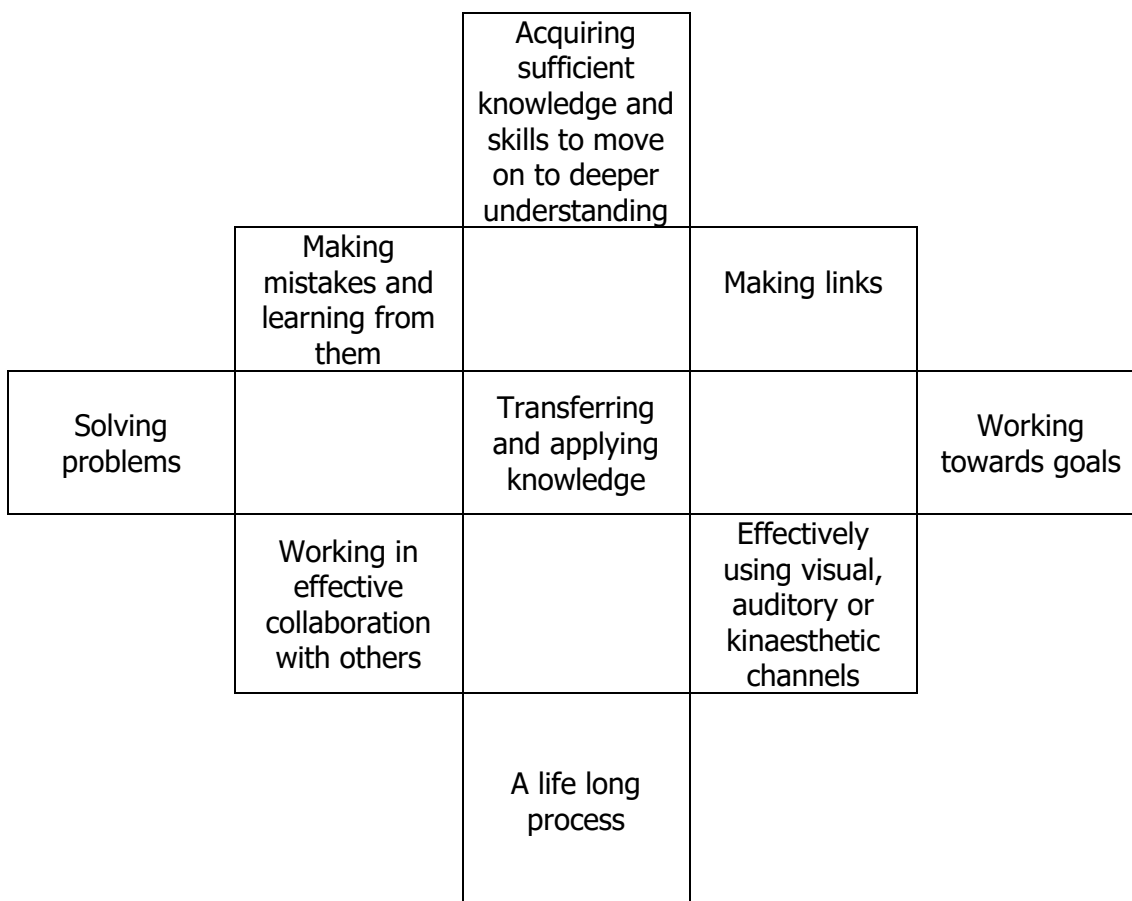 Acquiring
sufficient
knowledge and
skills to move
on to deeper
understanding
Making
mistakes and
learning from
them
Making links
Solving
problems
Transferring
and applying
knowledge
Working
towards goals
Working in
effective
collaboration
with others
Effectively
using visual,
auditory or
kinaesthetic
channels
A life long
process